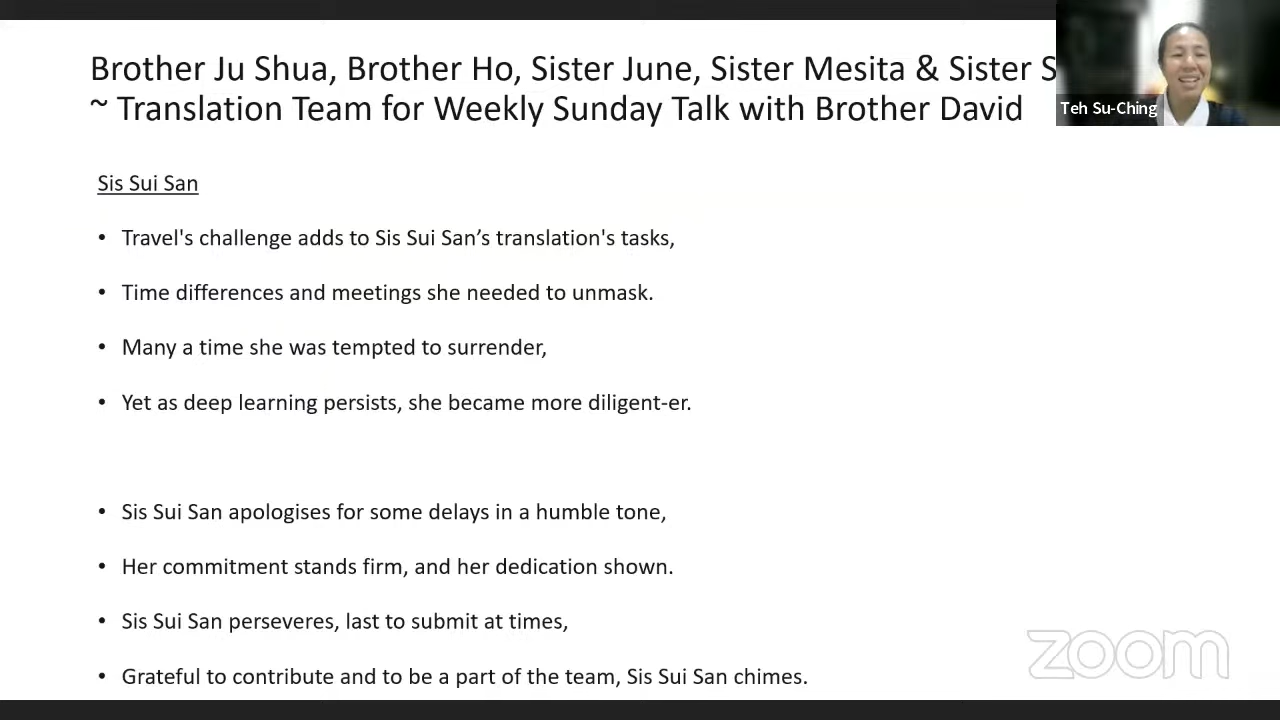 Brother Ju Shua, Brother Ho, Sister June, Sister Mesita & Sister S
~ Translation Team for Weekly Sunday Talk with Brother David
Teh Su-Ching
Sis Sui San
• Travel's challenge adds to Sis Sui San’s translation's tasks,
• Time differences and meetings she needed to unmask.
• Many a time she was tempted to surrender,
• Yet as deep learning persists, she became more diligent-er.
• Sis Sui San apologises for some delays in a humble tone,
• Her commitment stands firm, and her dedication shown.
• Sis Sui San perseveres, last to submit at times,
• Grateful to contribute and to be a part of the team, Sis Sui San chimes.
zoom